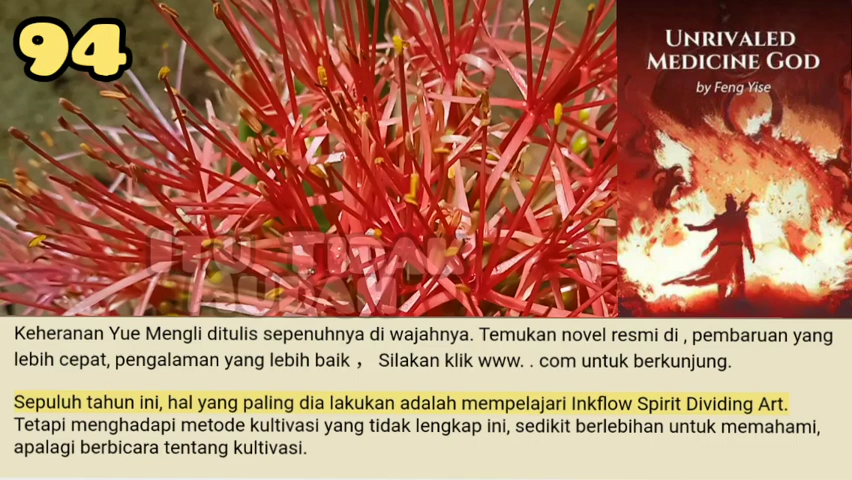 94
UNRIVALED
MEDICINE GOD
by Feng Yise
ITU TIDAK
Keheranan Yue Mengli ditulis sepenuhnya di wajahnya. Temukan novel resmi di , pembaruan yang
lebih cepat, pengalaman yang lebih baik ， Silakan klik www. . com untuk berkunjung.
Sepuluh tahun ini, hal yang paling dia lakukan adalah mempelajari Inkflow Spirit Dividing Art.
Tetapi menghadapi metode kultivasi yang tidak lengkap ini, sedikit berlebihan untuk memahami,
apalagi berbicara tentang kultivasi.